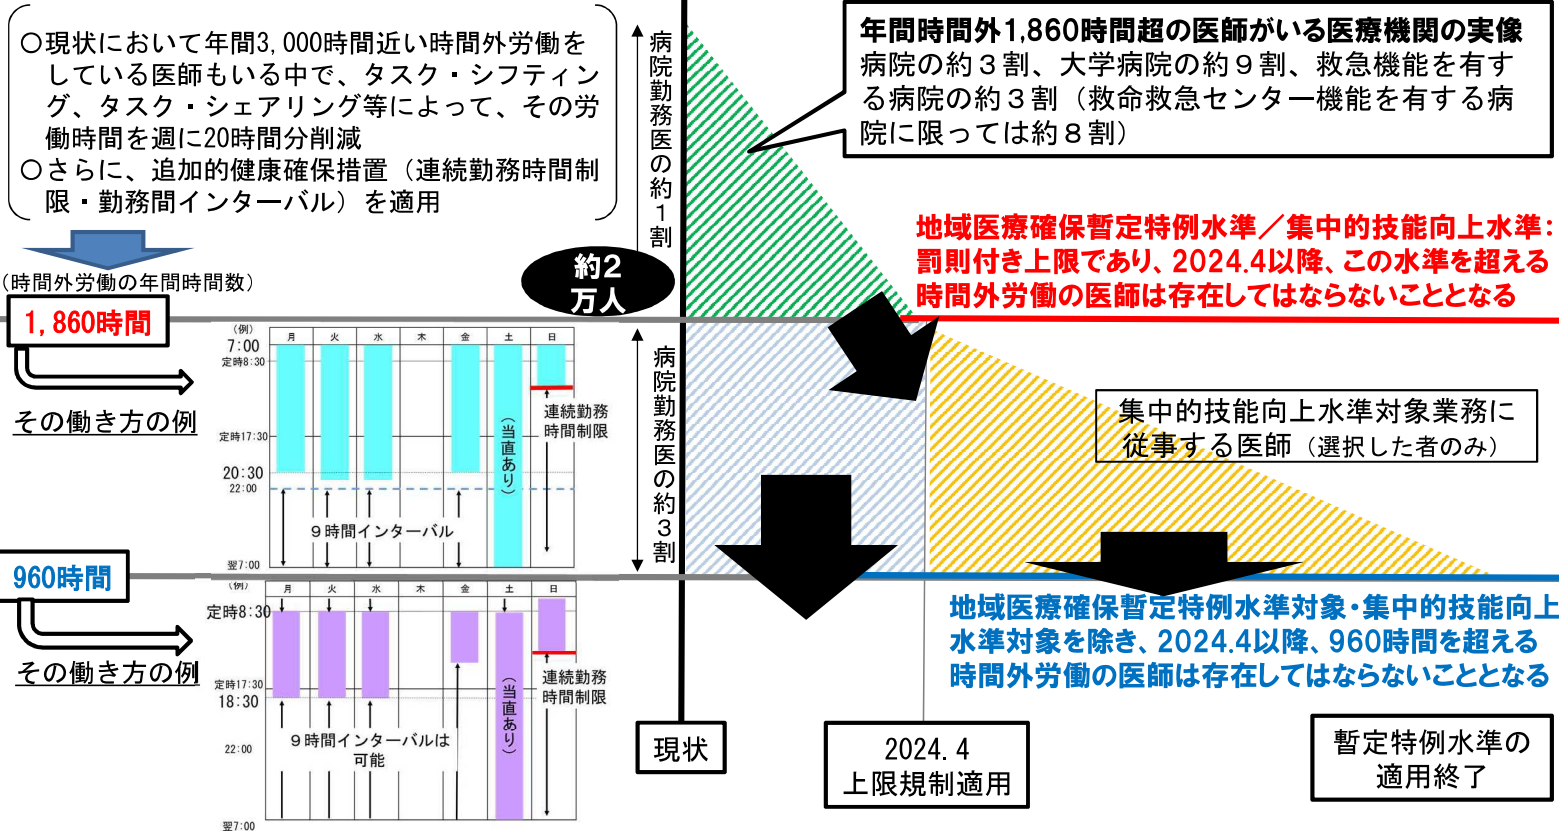 〇現状において年間3,000時間近い時間外労働を
している医師もいる中で、タスク・シフティン
グ、タスク・シェアリング等によって、その労
働時間を週に20時間分削減
〇さらに、追加的健康確保措置（連続勤務時間制
限・勤務間インターバル）を適用
（時間外労働の年間時間数）
1,860時間
その働き方の例
960時間
その働き方の例
(例)
月 火 水 木 金 土 日
7:00
定時8:30
定時17:30
20:30
22:00
翌7:00
９時間インターバル
（当直あり）
連続勤務
時間制限
(例)
月 火 水 木 金 土 日
定時8:30
定時17:30
18:30
22:00
翌7:00
９時間インターバルは
可能
（当直あり）
連続勤務
時間制限
病院勤務医の約１割
約2
万人
病院勤務医の約３割
年間時間外1,860時間超の医師がいる医療機関の実像
病院の約３割、大学病院の約９割、救急機能を有す
る病院の約３割（救命救急センター機能を有する病
院に限っては約８割）
地域医療確保暫定特例水準／集中的技能向上水準：
罰則付き上限であり、2024.4以降、この水準を超える
時間外労働の医師は存在してはならないこととなる
集中的技能向上水準対象業務に
従事する医師（選択した者のみ）
地域医療確保暫定特例水準対象・集中的技能向上
水準対象を除き、2024.4以降、960時間を超える
時間外労働の医師は存在してはならないこととなる
現状
2024.4
上限規制適用
暫定特例水準の
適用終了